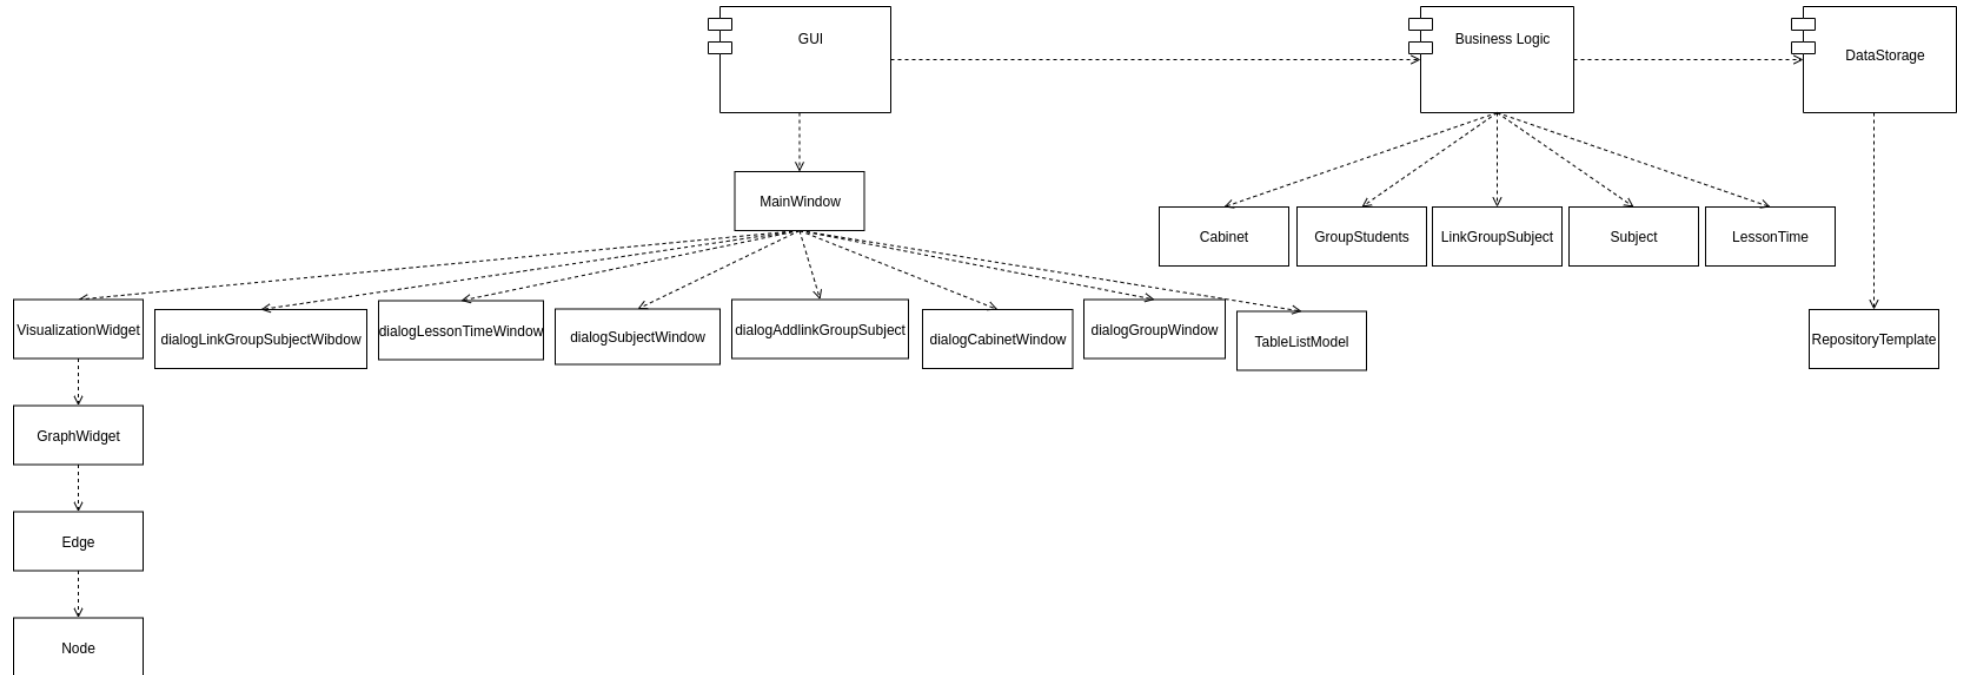 GUI
Business Logic
DataStorage
MainWindow
Cabinet
GroupStudents
LinkGroupSubject
Subject
LessonTime
VisualizationWidget
dialogLinkGroupSubjectWibdow
dialogLessonTimeWindow
dialogSubjectWindow
dialogAddlinkGroupSubject
dialogCabinetWindow
dialogGroupWindow
TableListModel
RepositoryTemplate
GraphWidget
Edge
Node